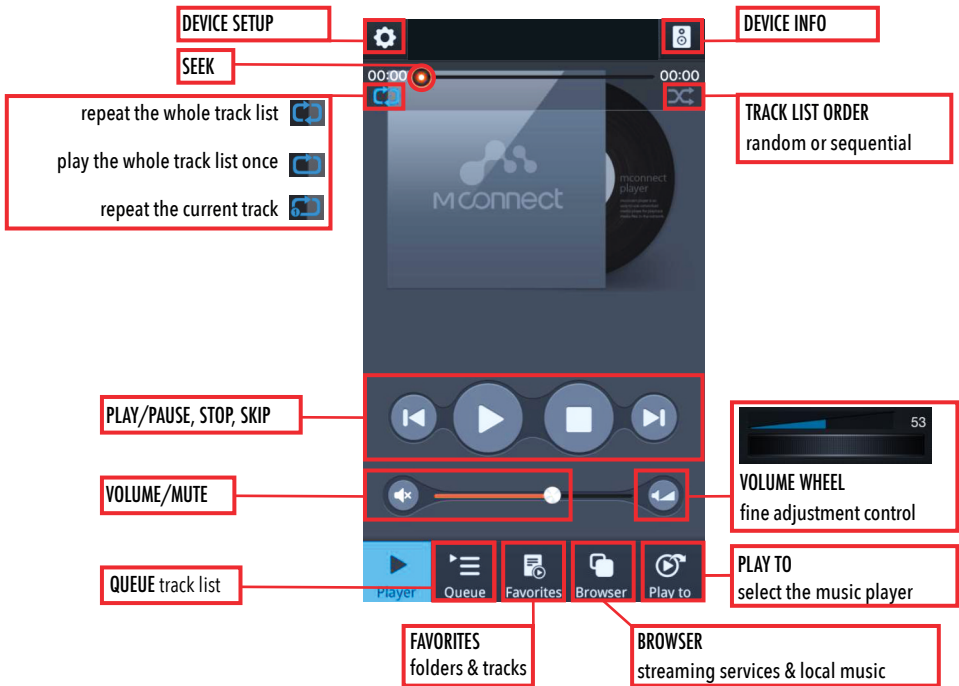 DEVICE SETUP
DEVICE INFO
SEEK
00:00
00:00
repeat the whole track list
play the whole track list once
repeat the current track
1
TRACK LIST ORDER
random or sequential
mconnect
player
mconnect
PLAY/PAUSE, STOP, SKIP
53
VOLUME WHEEL
fine adjustment control
VOLUME/MUTE
QUEUE track list
Player
Queue
Favorites
Browser
Play to
PLAY TO
select the music player
FAVORITES
folders & tracks
BROWSER
streaming services & local music